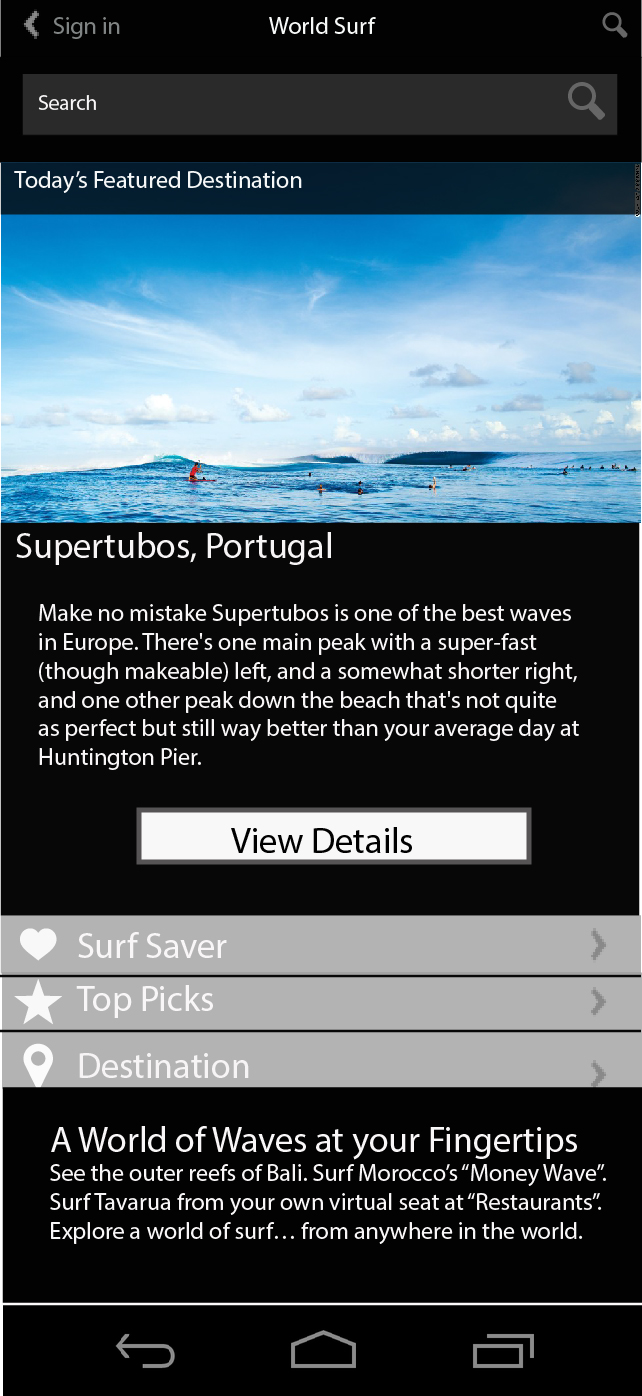 Sign in
World Surf
Search
Today’s Featured Destination
Supertubos, Portugal
Make no mistake Supertubos is one of the best waves
in Europe. There's one main peak with a super-fast
(though makeable) left, and a somewhat shorter right,
and one other peak down the beach that's not quite
as perfect but still way better than your average day at
Huntington Pier.
View Details
Surf Saver
Top Picks
Destination
A World of Waves at your Fingertips
See the outer reefs of Bali. Surf Morocco’s “Money Wave”.
Surf Tavarua from your own virtual seat at “Restaurants”.
Explore a world of surf… from anywhere in the world.